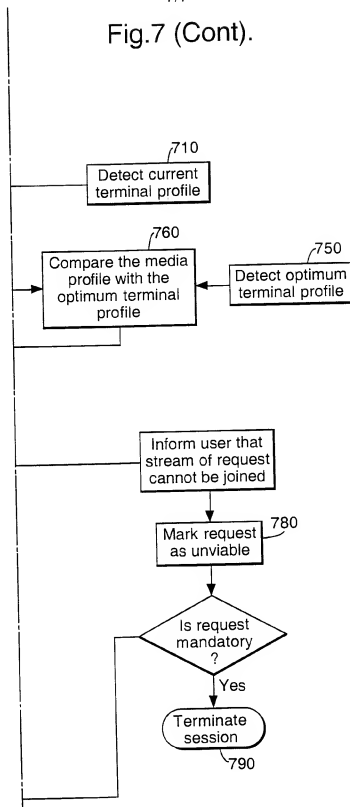 Fig.7 (Cont).
710
Detect current
terminal profile
760
Compare the media
profile with the
optimum terminal
profile
750
Detect optimum
terminal profile
Inform user that
stream of request
cannot be joined
Mark request
as unviable
780
Is request
mandatory
?
Yes
Terminate
session
790